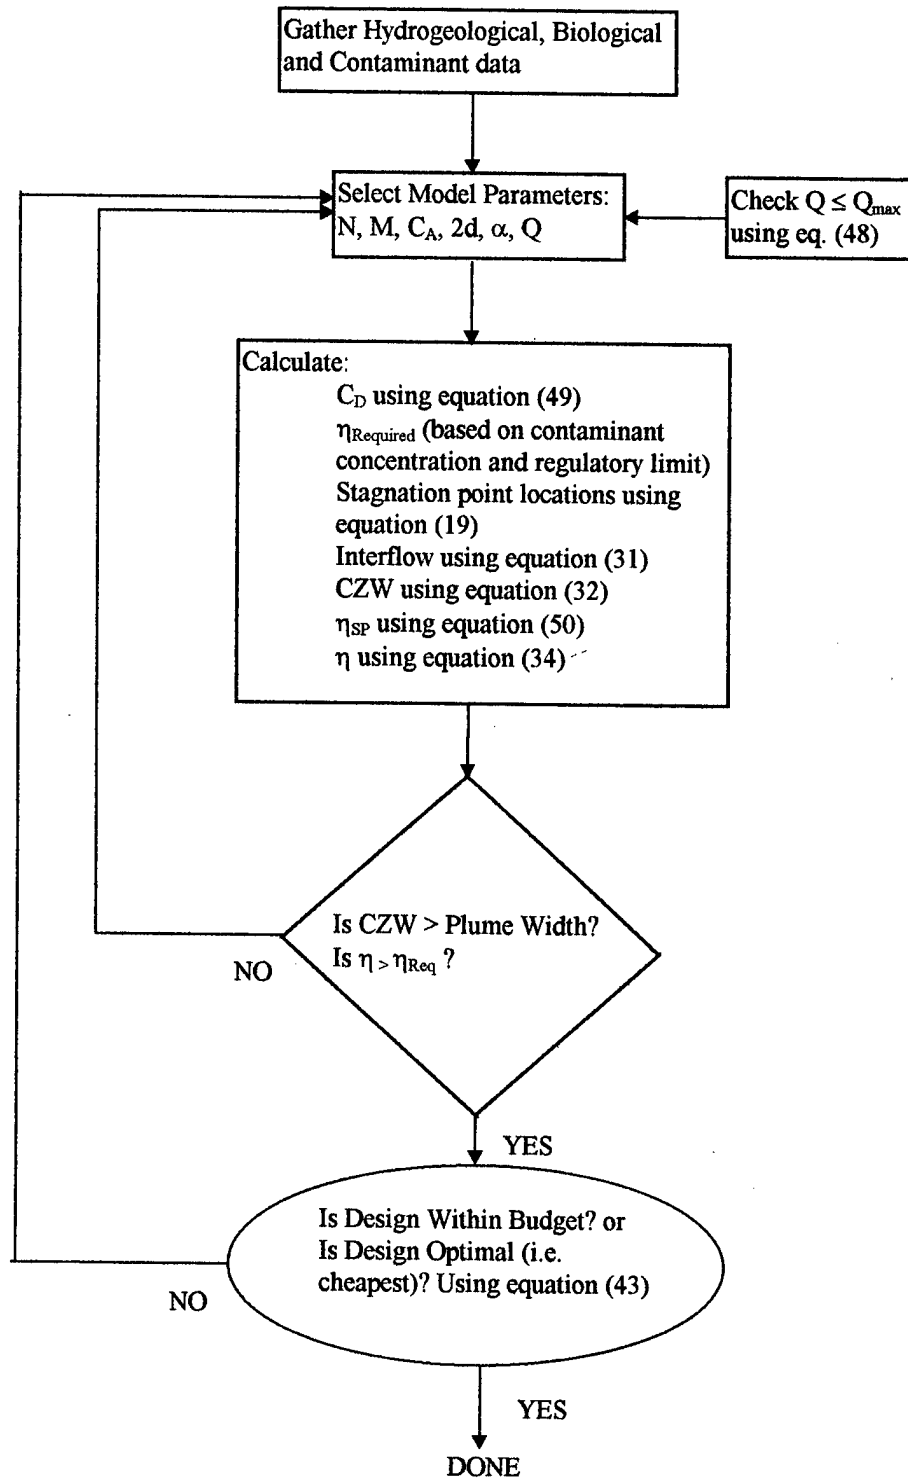 Gather Hydrogeological, Biological
and Contaminant data
Select Model Parameters:
N, M, C_A, 2d, α, Q
Check Q ≤ Q_max
using eq. (48)
Calculate:
C_D using equation (49)
η_Required (based on contaminant
concentration and regulatory limit)
Stagnation point locations using
equation (19)
Interflow using equation (31)
CZW using equation (32)
η_SP using equation (50)
η using equation (34)
Is CZW > Plume Width?
Is η > η_Req ?
NO
YES
Is Design Within Budget? or
Is Design Optimal (i.e.
cheapest)? Using equation (43)
NO
YES
DONE